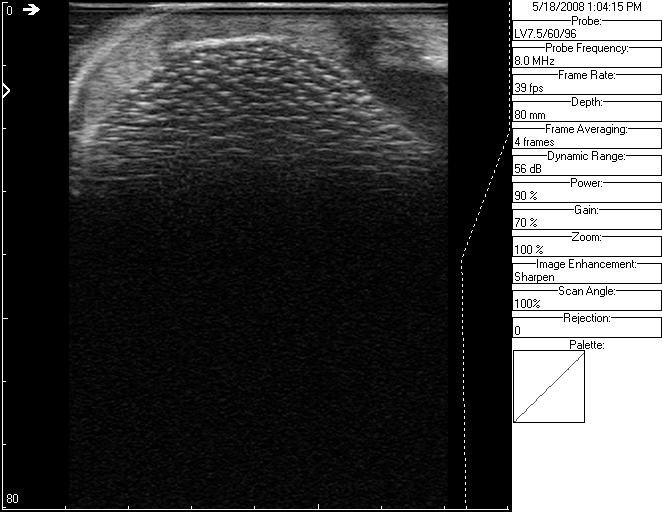 0
80
5/18/2008 1:04:15 PM
Probe:
LV7.5/60/96
Probe Frequency:
8.0 MHz
Frame Rate:
39 fps
Depth:
80 mm
Frame Averaging:
4 frames
Dynamic Range:
56 dB
Power:
90 %
Gain:
70 %
Zoom:
100 %
Image Enhancement:
Sharpen
Scan Angle:
100%
Rejection:
0
Palette: